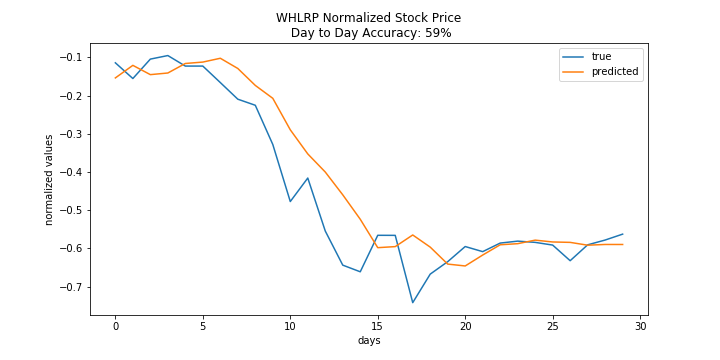 WHLRP Normalized Stock Price
Day to Day Accuracy: 59%
true
predicted
normalized values
−0.1
−0.2
−0.3
−0.4
−0.5
−0.6
−0.7
0 5 10 15 20 25 30
days